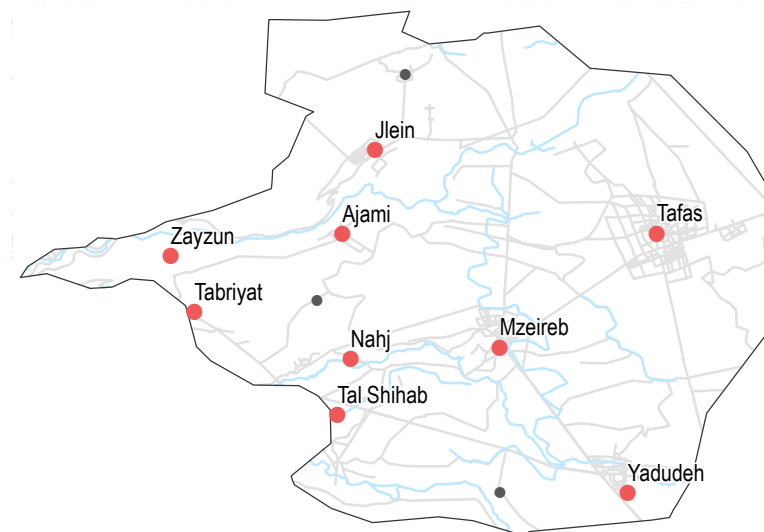 Jlein
Ajami
Tafas
Zayzun
Tabriyat
Mzeireb
Nahj
Tal Shihab
Yadudeh